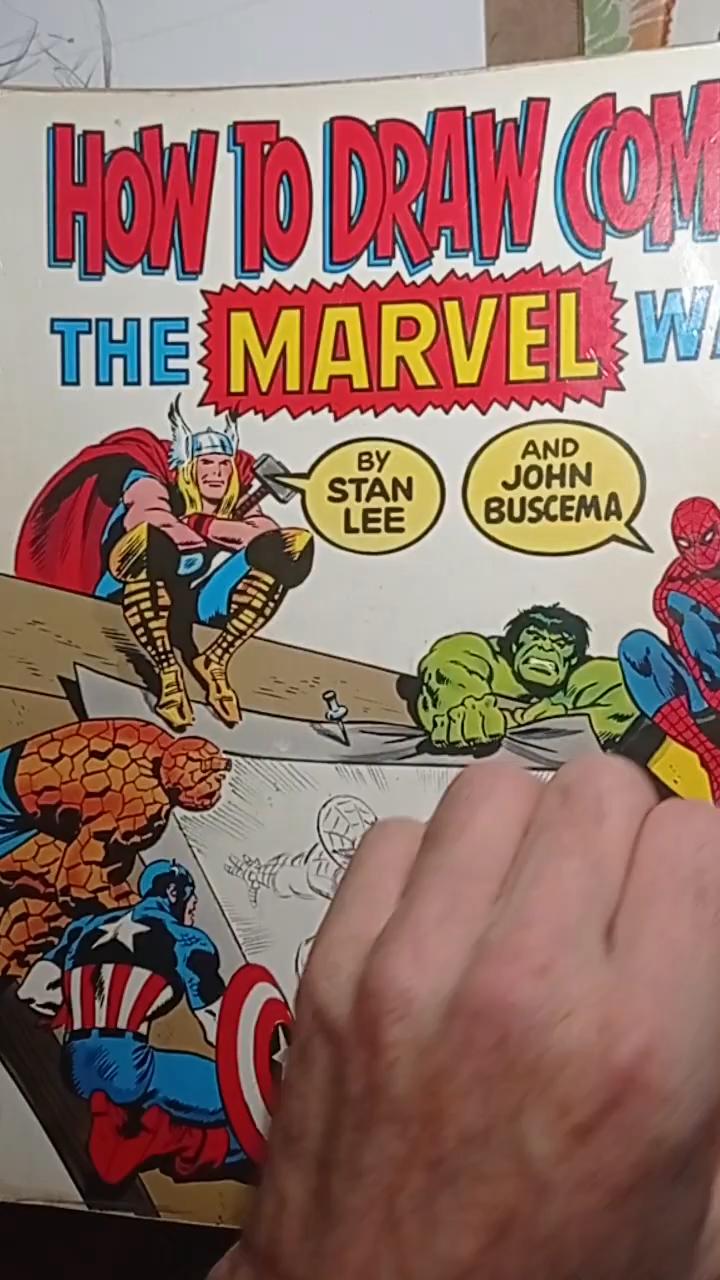 HOW TO DRAW COM
THE MARVEL WA
BY
STAN
LEE
AND
JOHN
BUSCEMA